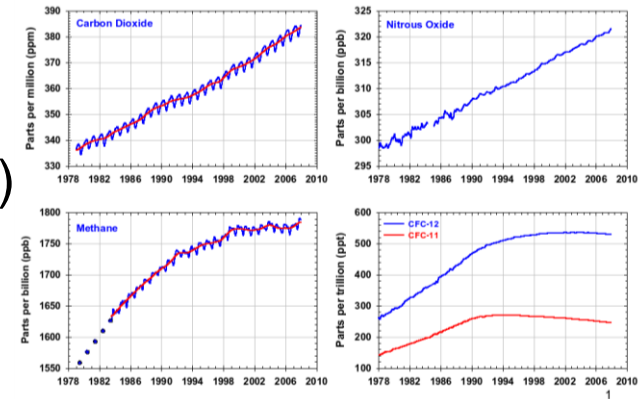 390
Carbon Dioxide
380
370
360
350
340
330
Parts per million (ppm)
1978 1982 1986 1990 1994 1998 2002 2006 2010
325
Nitrous Oxide
320
315
310
305
300
295
Parts per billion (ppb)
1978 1982 1986 1990 1994 1998 2002 2006 2010
)
1800
Methane
1750
1700
1650
1600
1550
Parts per billion (ppb)
1978 1982 1986 1990 1994 1998 2002 2006 2010
600
CFC-12
CFC-11
500
400
300
200
100
Parts per trillion (ppt)
1978 1982 1986 1990 1994 1998 2002 2006 2010
1